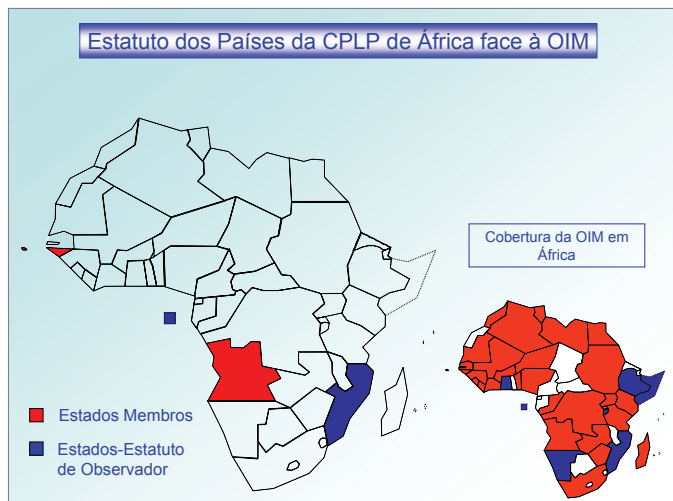 Estatuto dos Países da CPLP de África face à OIM
Cobertura da OIM em
África
Estados Membros
Estados-Estatuto
de Observador